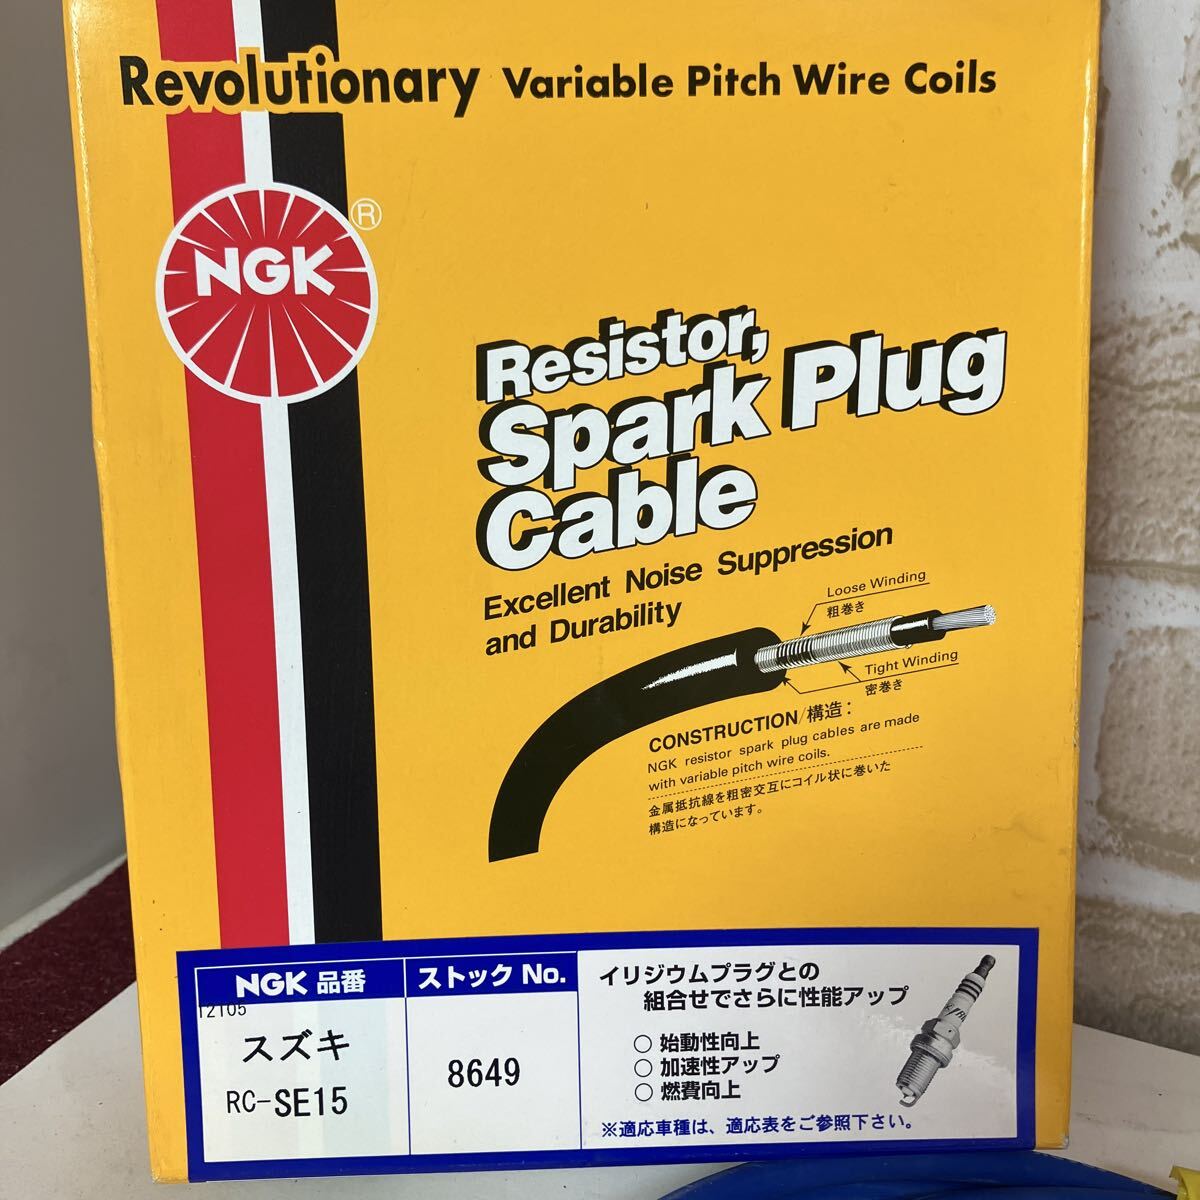 Revolutionary Variable Pitch Wire Coils
NGK
®
Resistor,
Spark Plug
Cable
Excellent Noise Suppression
and Durability
Loose Winding
粗巻き
Tight Winding
密巻き
CONSTRUCTION/構造:
NGK resistor spark plug cables are made
with variable pitch wire coils.
金属抵抗線を粗密交互にコイル状に巻いた
構造になっています。
NGK 品番
ストック No.
12105
スズキ
RC-SE15
8649
イリジウムプラグとの
組合せでさらに性能アップ
○ 始動性向上
○ 加速性アップ
○ 燃費向上
※適応車種は、適応表をご参照下さい。